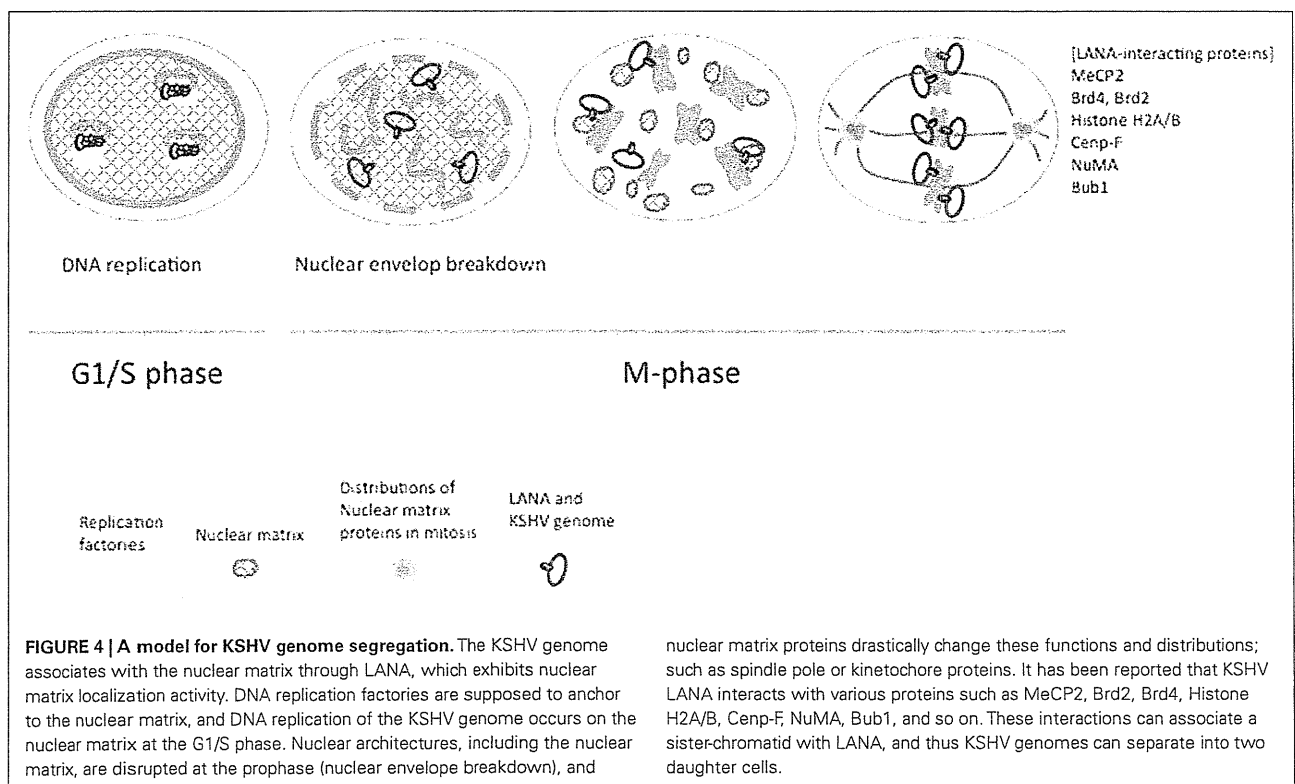 [LANA-interacting proteins]
MeCP2
Brd4, Brd2
Histone H2A/B
Cenp-F
NuMA
Bub1
DNA replication
Nuclear envelop breakdown
G1/S phase
M-phase
Replication
factories
Nuclear matrix
Distributions of
Nuclear matrix
proteins in mitosis
LANA and
KSHV genome
FIGURE 4 | A model for KSHV genome segregation. The KSHV genome
associates with the nuclear matrix through LANA, which exhibits nuclear
matrix localization activity. DNA replication factories are supposed to anchor
to the nuclear matrix, and DNA replication of the KSHV genome occurs on the
nuclear matrix at the G1/S phase. Nuclear architectures, including the nuclear
matrix, are disrupted at the prophase (nuclear envelope breakdown), and
nuclear matrix proteins drastically change these functions and distributions;
such as spindle pole or kinetochore proteins. It has been reported that KSHV
LANA interacts with various proteins such as MeCP2, Brd2, Brd4, Histone
H2A/B, Cenp-F, NuMA, Bub1, and so on. These interactions can associate a
sister-chromatid with LANA, and thus KSHV genomes can separate into two
daughter cells.